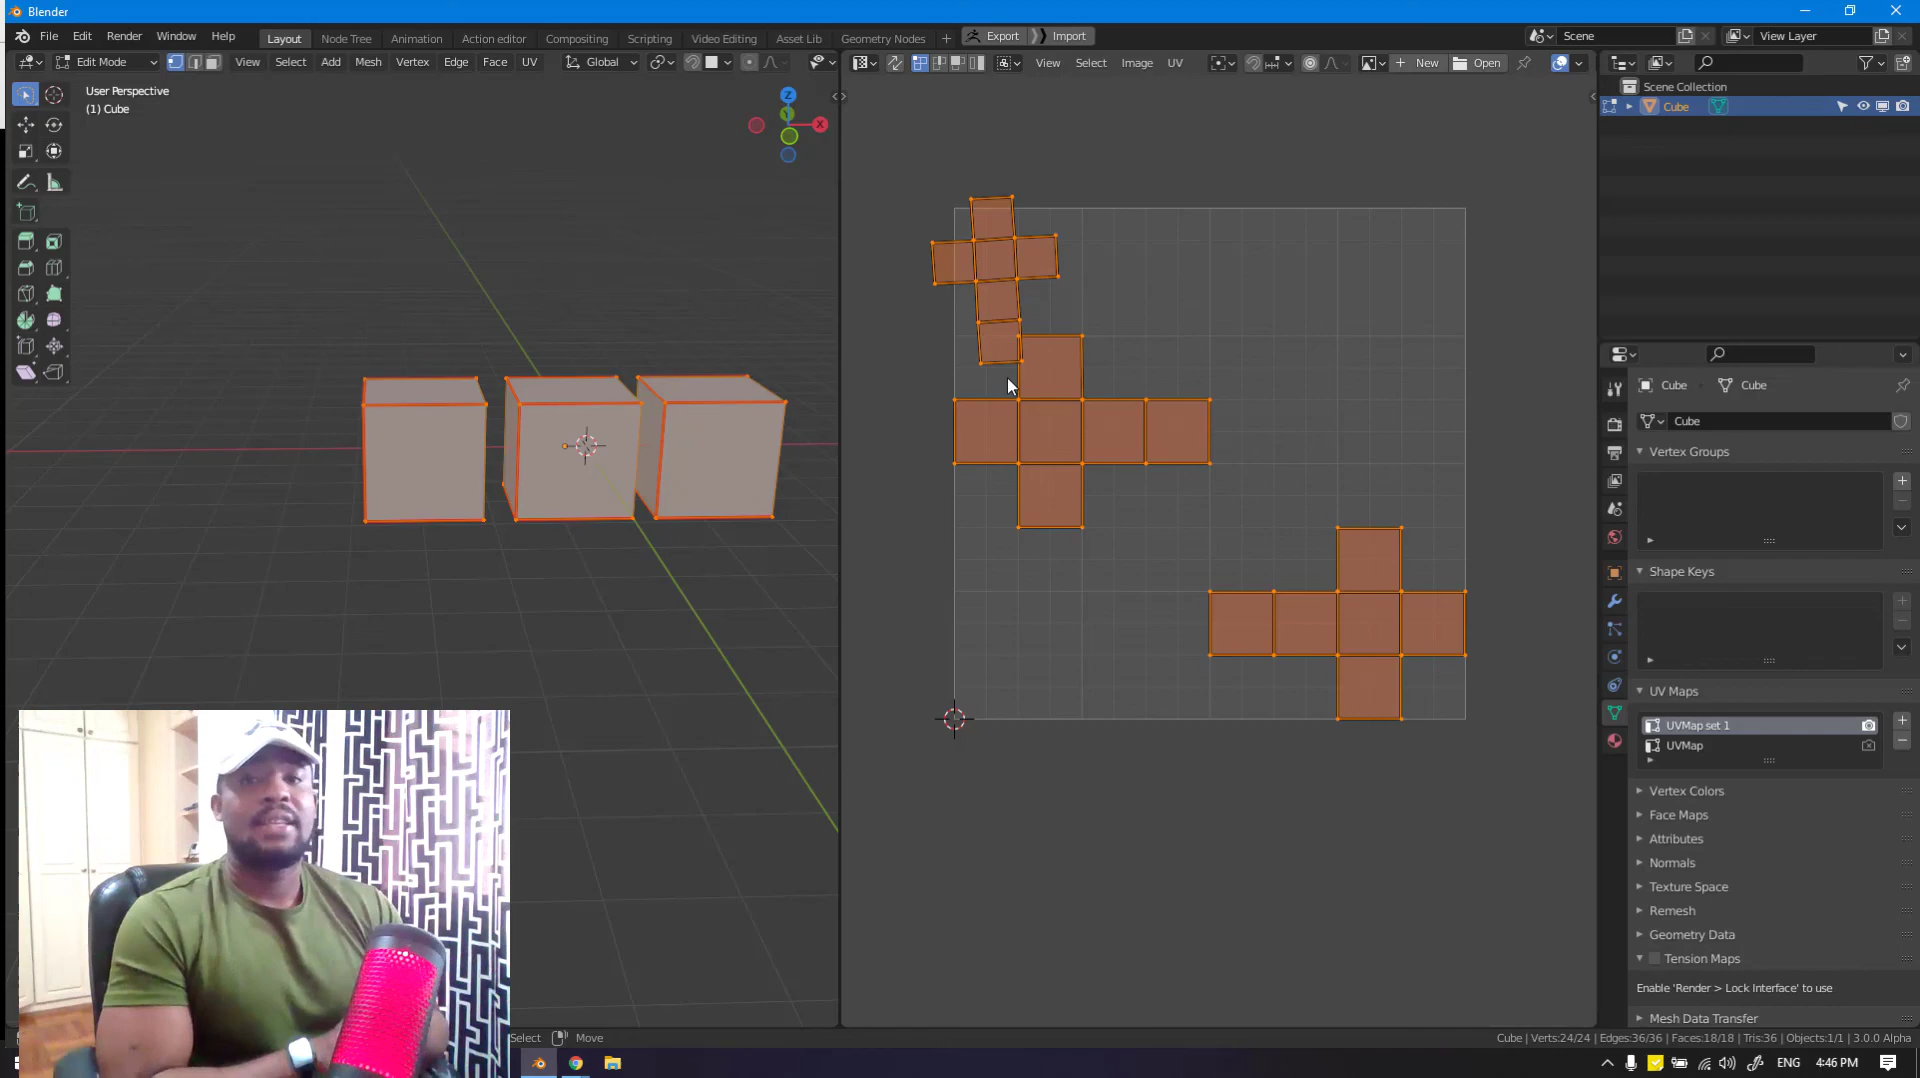 Blender
File Edit Render Window Help Layout Node Tree Animation Action editor Compositing Scripting Video Editing Asset Lib Geometry Nodes + Export Import Scene View Layer
Edit Mode View Select Add Mesh Vertex Edge Face UV Global View Select Image UV + New Open
User Perspective
(1) Cube
Z
X
Scene Collection
Cube
Cube Cube
Cube
Vertex Groups
Shape Keys
UV Maps
UVMap set 1
UVMap
Vertex Colors
Face Maps
Attributes
Normals
Texture Space
Remesh
Geometry Data
Tension Maps
Enable 'Render > Lock Interface' to use
Mesh Data Transfer
Select Move
Cube | Verts:24/24 | Edges:36/36 | Faces:18/18 | Tris:36 | Objects:1/1 | 3.0.0 Alpha
ENG 4:46 PM